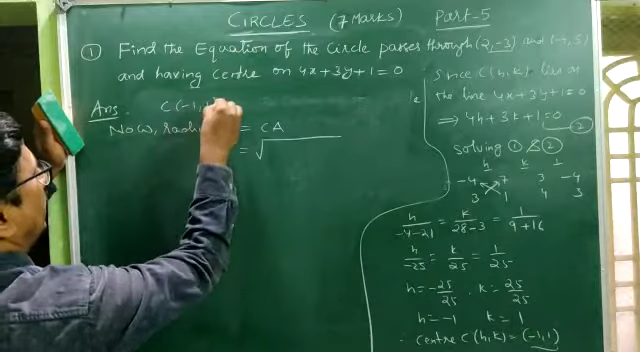 CIRCLES (7 Marks) Part-5
① Find the Equation of the Circle passes through (2,-3) and (-4,5)
and having centre on 4x+3y+1=0
Ans. C(-1,1)
Now, radius = CA
= √
Since C(h,k) lies on
the line 4x+3y+1=0
⇒ 4h+3k+1=0
②
Solving ① & ②
h k 1
-4 7 3 -4
3 1 4 3
h/-4-21 = k/28-3 = 1/9+16
h/-25 = k/25 = 1/25
h=-25/25 . k=25/25
h=-1 k=1
∴ centre C(h,k)=(-1,1)